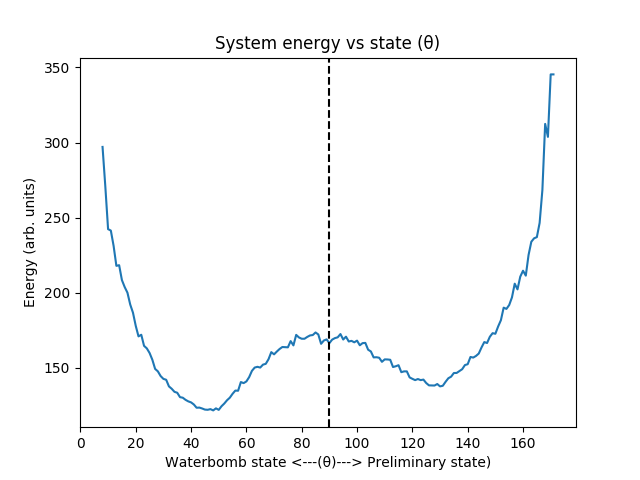 System energy vs state (θ)
350
300
250
200
150
Energy (arb. units)
0 20 40 60 80 100 120 140 160
Waterbomb state <---(θ)---> Preliminary state)